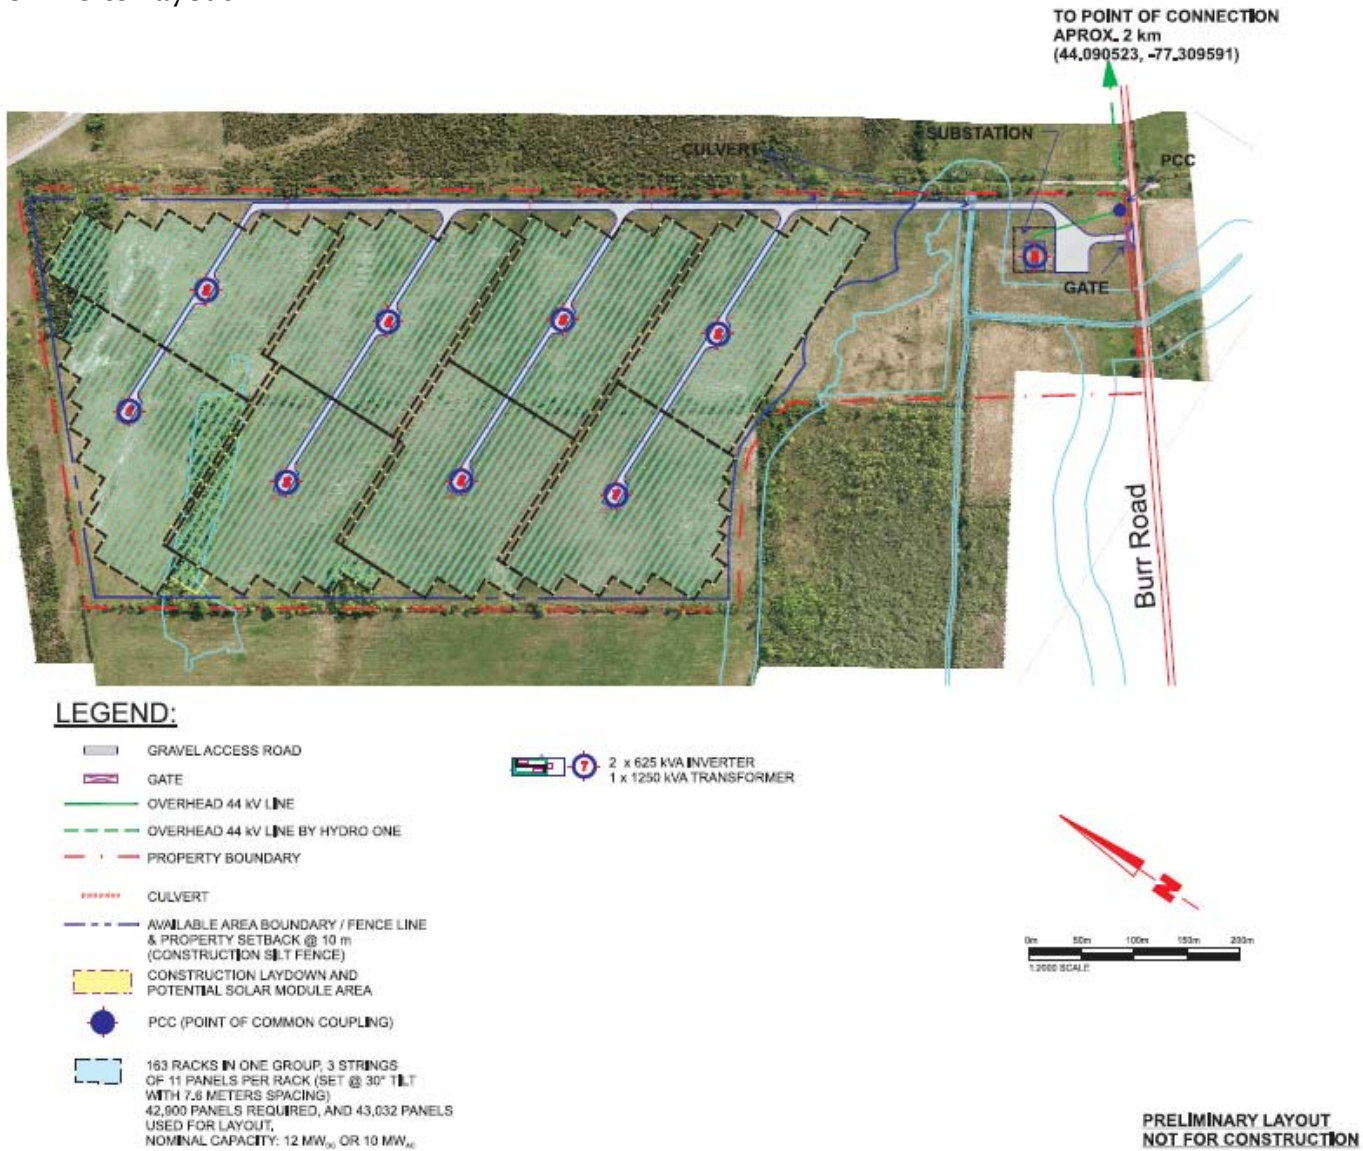 TO POINT OF CONNECTION
APROX. 2 km
(44.090523, -77.309591)
SUBSTATION
CULVERT
PCC
GATE
Burr Road
LEGEND:
GRAVEL ACCESS ROAD
GATE
OVERHEAD 44 kV LINE
OVERHEAD 44 kV LINE BY HYDRO ONE
PROPERTY BOUNDARY
CULVERT
AVAILABLE AREA BOUNDARY / FENCE LINE
& PROPERTY SETBACK @ 10 m
(CONSTRUCTION SILT FENCE)
CONSTRUCTION LAYDOWN AND
POTENTIAL SOLAR MODULE AREA
PCC (POINT OF COMMON COUPLING)
163 RACKS IN ONE GROUP, 3 STRINGS
OF 11 PANELS PER RACK (SET @ 30° TILT
WITH 7.6 METERS SPACING)
42,900 PANELS REQUIRED, AND 43,032 PANELS
USED FOR LAYOUT,
NOMINAL CAPACITY: 12 MWDC OR 10 MWAC
7
2 x 625 kVA INVERTER
1 x 1250 kVA TRANSFORMER
N
0m 50m 100m 150m 200m
1:2000 SCALE
PRELIMINARY LAYOUT
NOT FOR CONSTRUCTION